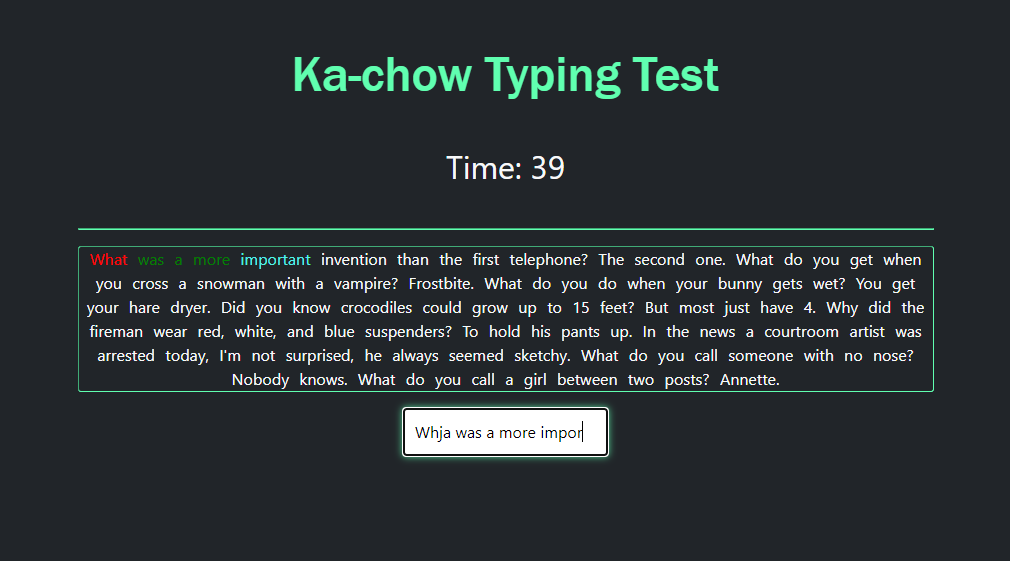 Ka-chow Typing Test
Time: 39
What was a more important invention than the first telephone? The second one. What do you get when
you cross a snowman with a vampire? Frostbite. What do you do when your bunny gets wet? You get
your hare dryer. Did you know crocodiles could grow up to 15 feet? But most just have 4. Why did the
fireman wear red, white, and blue suspenders? To hold his pants up. In the news a courtroom artist was
arrested today, I'm not surprised, he always seemed sketchy. What do you call someone with no nose?
Nobody knows. What do you call a girl between two posts? Annette.
Whja was a more impor